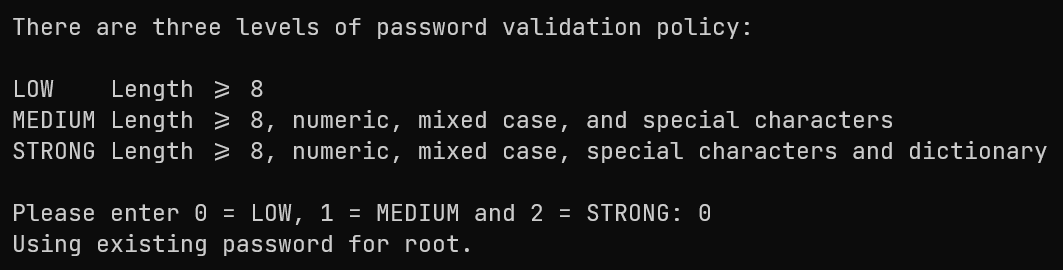 There are three levels of password validation policy:
LOW    Length >= 8
MEDIUM Length >= 8, numeric, mixed case, and special characters
STRONG Length >= 8, numeric, mixed case, special characters and dictionary
Please enter 0 = LOW, 1 = MEDIUM and 2 = STRONG: 0
Using existing password for root.